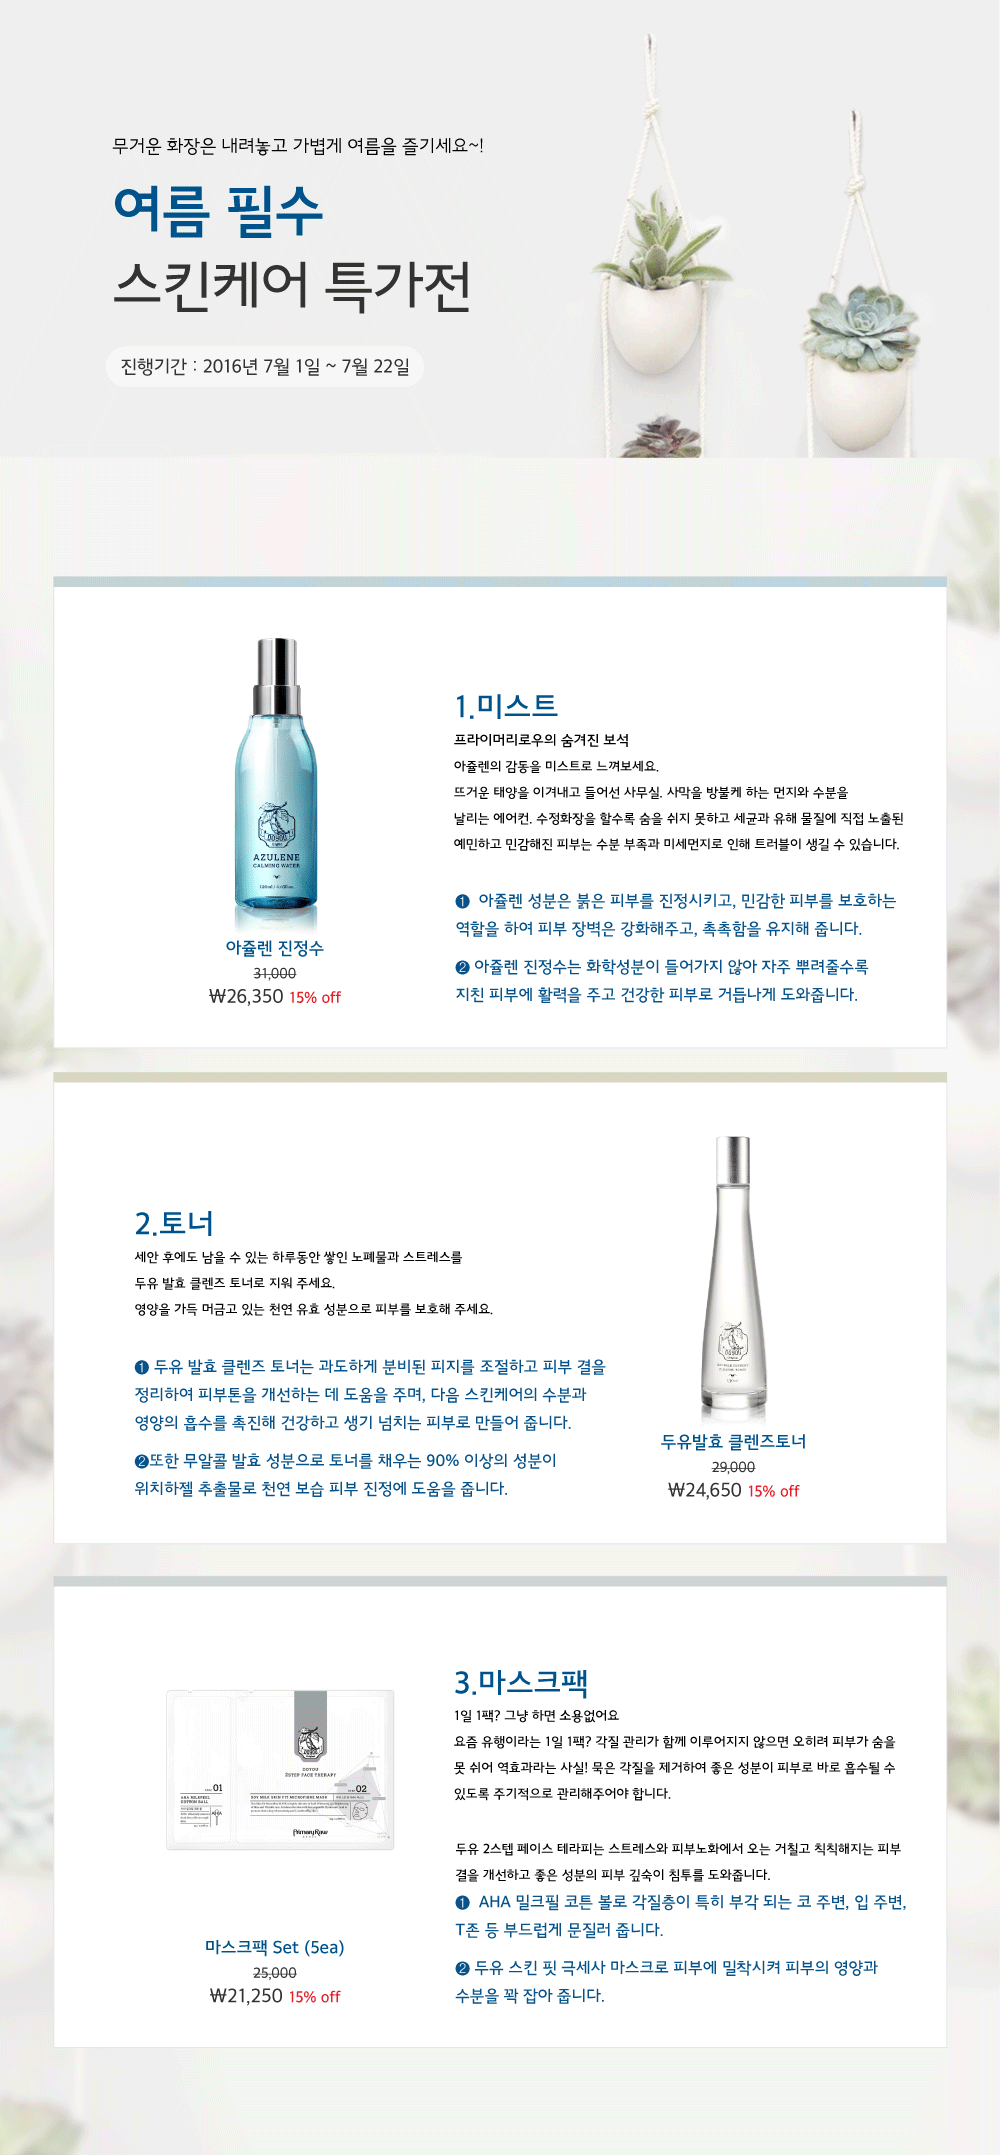 무거운 화장은 내려놓고 가볍게 여름을 즐기세요~!
여름 필수
스킨케어 특가전
진행기간 : 2016년 7월 1일 ~ 7월 22일
AZULENE
CALMING WATER
아쥴렌 진정수
31,000
₩26,350 15% off
1.미스트
프라이머리로우의 숨겨진 보석
아쥴렌의 감동을 미스트로 느껴보세요.
뜨거운 태양을 이겨내고 들어선 사무실. 사막을 방불케 하는 먼지와 수분을
날리는 에어컨. 수정화장을 할수록 숨을 쉬지 못하고 세균과 유해 물질에 직접 노출된
예민하고 민감해진 피부는 수분 부족과 미세먼지로 인해 트러블이 생길 수 있습니다.
❶ 아쥴렌 성분은 붉은 피부를 진정시키고, 민감한 피부를 보호하는
역할을 하여 피부 장벽은 강화해주고, 촉촉함을 유지해 줍니다.
❷ 아쥴렌 진정수는 화학성분이 들어가지 않아 자주 뿌려줄수록
지친 피부에 활력을 주고 건강한 피부로 거듭나게 도와줍니다.
2.토너
세안 후에도 남을 수 있는 하루동안 쌓인 노폐물과 스트레스를
두유 발효 클렌즈 토너로 지워 주세요.
영양을 가득 머금고 있는 천연 유효 성분으로 피부를 보호해 주세요.
❶ 두유 발효 클렌즈 토너는 과도하게 분비된 피지를 조절하고 피부 결을
정리하여 피부톤을 개선하는 데 도움을 주며, 다음 스킨케어의 수분과
영양의 흡수를 촉진해 건강하고 생기 넘치는 피부로 만들어 줍니다.
❷또한 무알콜 발효 성분으로 토너를 채우는 90% 이상의 성분이
위치하젤 추출물로 천연 보습 피부 진정에 도움을 줍니다.
두유발효 클렌즈토너
29,000
₩24,650 15% off
DOYOU
2STEP FACE THERAPY
01
AHA MILKPEEL
COTTON BALL
AHA
02
SOY MILK SKIN FIT MICROFIBRE MASK
Primary Raw
마스크팩 Set (5ea)
25,000
₩21,250 15% off
3.마스크팩
1일 1팩? 그냥 하면 소용없어요
요즘 유행이라는 1일 1팩? 각질 관리가 함께 이루어지지 않으면 오히려 피부가 숨을
못 쉬어 역효과라는 사실! 묵은 각질을 제거하여 좋은 성분이 피부로 바로 흡수될 수
있도록 주기적으로 관리해주어야 합니다.
두유 2스텝 페이스 테라피는 스트레스와 피부노화에서 오는 거칠고 칙칙해지는 피부
결을 개선하고 좋은 성분의 피부 깊숙이 침투를 도와줍니다.
❶ AHA 밀크필 코튼 볼로 각질층이 특히 부각 되는 코 주변, 입 주변,
T존 등 부드럽게 문질러 줍니다.
❷ 두유 스킨 핏 극세사 마스크로 피부에 밀착시켜 피부의 영양과
수분을 꽉 잡아 줍니다.